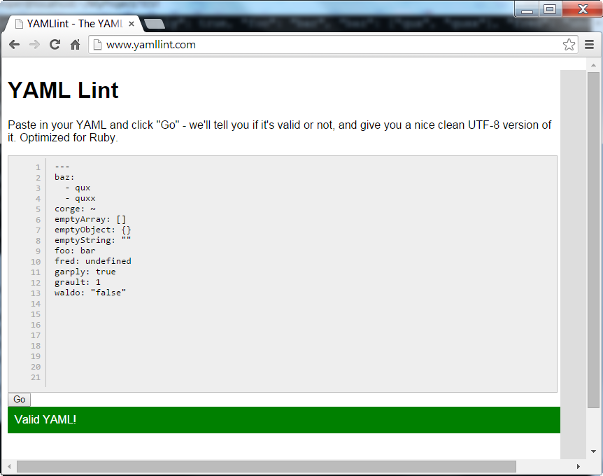 YAMLlint - The YAML
www.yamllint.com
YAML Lint
Paste in your YAML and click "Go" - we'll tell you if it's valid or not, and give you a nice clean UTF-8 version of
it. Optimized for Ruby.
1 ---
2 baz:
3   - qux
4   - quxx
5 corge: ~
6 emptyArray: []
7 emptyObject: {}
8 emptyString: ""
9 foo: bar
10 fred: undefined
11 garply: true
12 grault: 1
13 waldo: "false"
14
15
16
17
18
19
20
21
Go
Valid YAML!